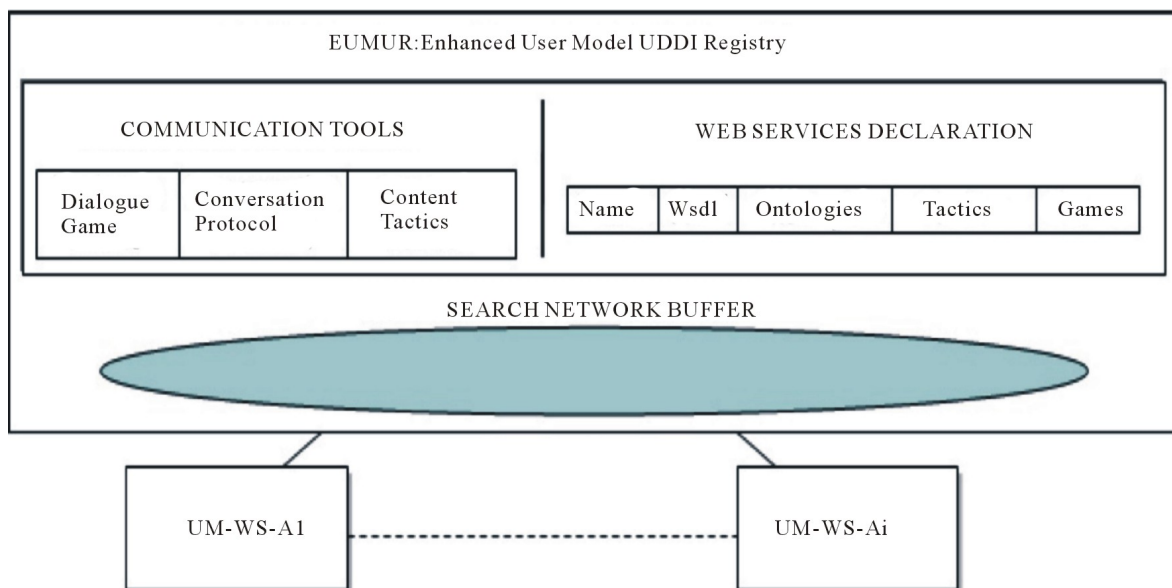 EUMUR:Enhanced User Model UDDI Registry
COMMUNICATION TOOLS
Dialogue
Game
Conversation
Protocol
Content
Tactics
WEB SERVICES DECLARATION
Name
Wsdl
Ontologies
Tactics
Games
SEARCH NETWORK BUFFER
UM-WS-A1
UM-WS-Ai